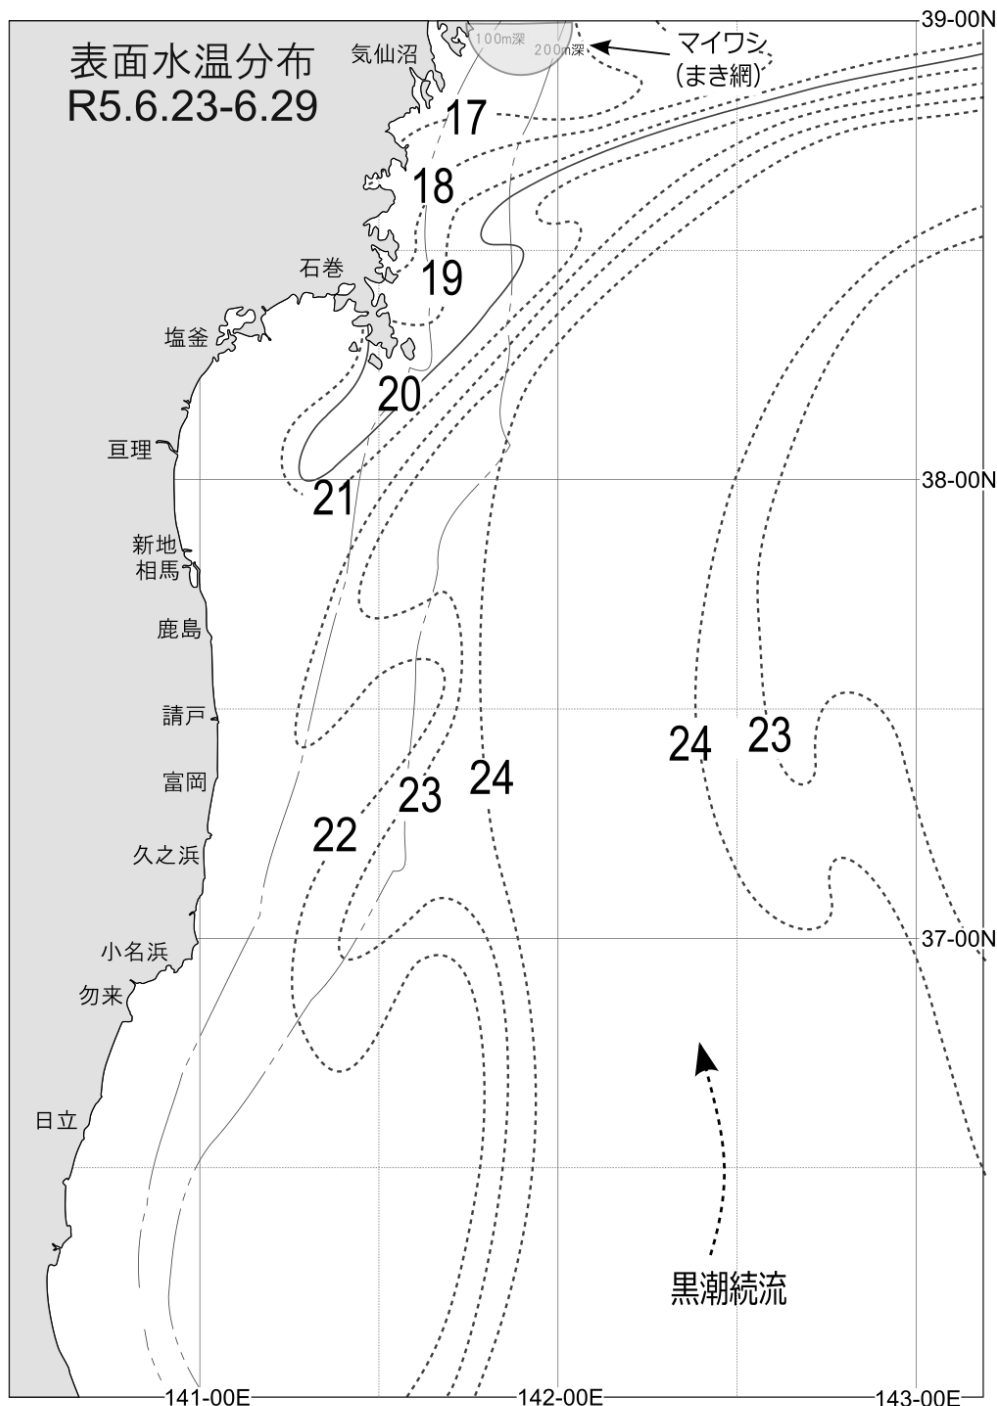 表面水温分布
R5.6.23-6.29
39-00N
気仙沼
100m深
200m深
マイワシ
(まき網)
17
18
石巻
19
塩釜
20
亘理
38-00N
21
新地
相馬
鹿島
請戸
24
23
富岡
24
23
22
久之浜
37-00N
小名浜
勿来
日立
黒潮続流
141-00E
142-00E
143-00E